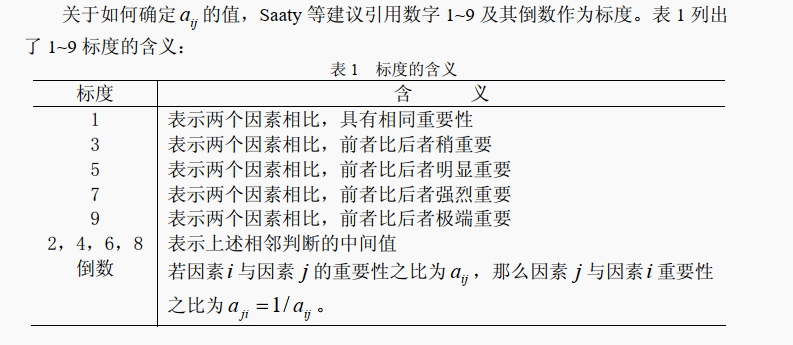 关于如何确定 aij 的值，Saaty 等建议引用数字 1~9 及其倒数作为标度。表 1 列出
了 1~9 标度的含义：
表 1 标度的含义
标度 含 义
1 表示两个因素相比，具有相同重要性
3 表示两个因素相比，前者比后者稍重要
5 表示两个因素相比，前者比后者明显重要
7 表示两个因素相比，前者比后者强烈重要
9 表示两个因素相比，前者比后者极端重要
2，4，6，8 表示上述相邻判断的中间值
倒数 若因素 i 与因素 j 的重要性之比为 aij，那么因素 j 与因素 i 重要性
之比为 aji = 1/ aij 。